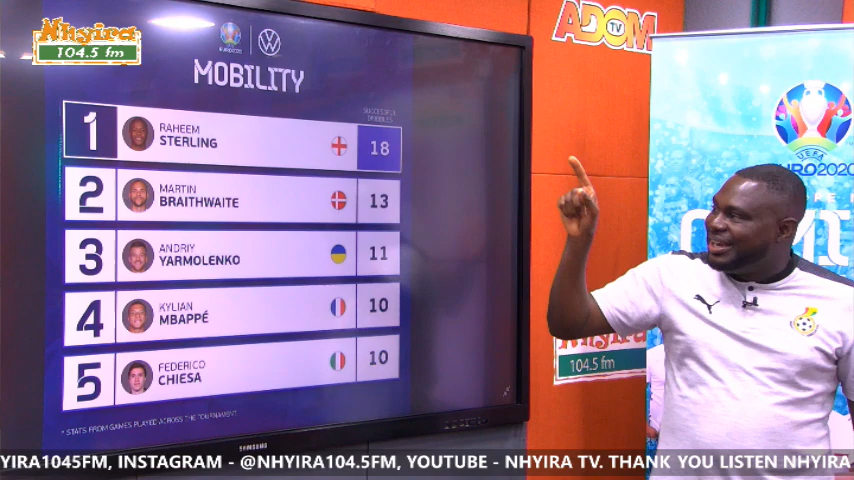 Nhyira
104.5 fm
EURO2020
MOBILITY
SUCCESSFUL
DRIBBLES
1
RAHEEM
STERLING
18
2
MARTIN
BRAITHWAITE
13
3
ANDRIY
YARMOLENKO
11
4
KYLIAN
MBAPPÉ
10
5
FEDERICO
CHIESA
10
* STATS FROM GAMES PLAYED ACROSS THE TOURNAMENT
SAMSUNG
ADOM
TV
UEFA
EURO2020
Nhyira
104.5 fm
YIRA1045FM, INSTAGRAM - @NHYIRA104.5FM, YOUTUBE - NHYIRA TV. THANK YOU LISTEN NHYIRA